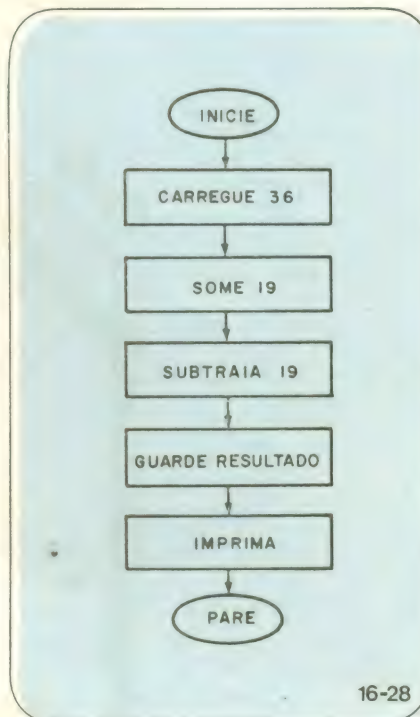 INICIE
CARREGUE 36
SOME 19
SUBTRAIA 19
GUARDE RESULTADO
IMPRIMA
PARE
16-28